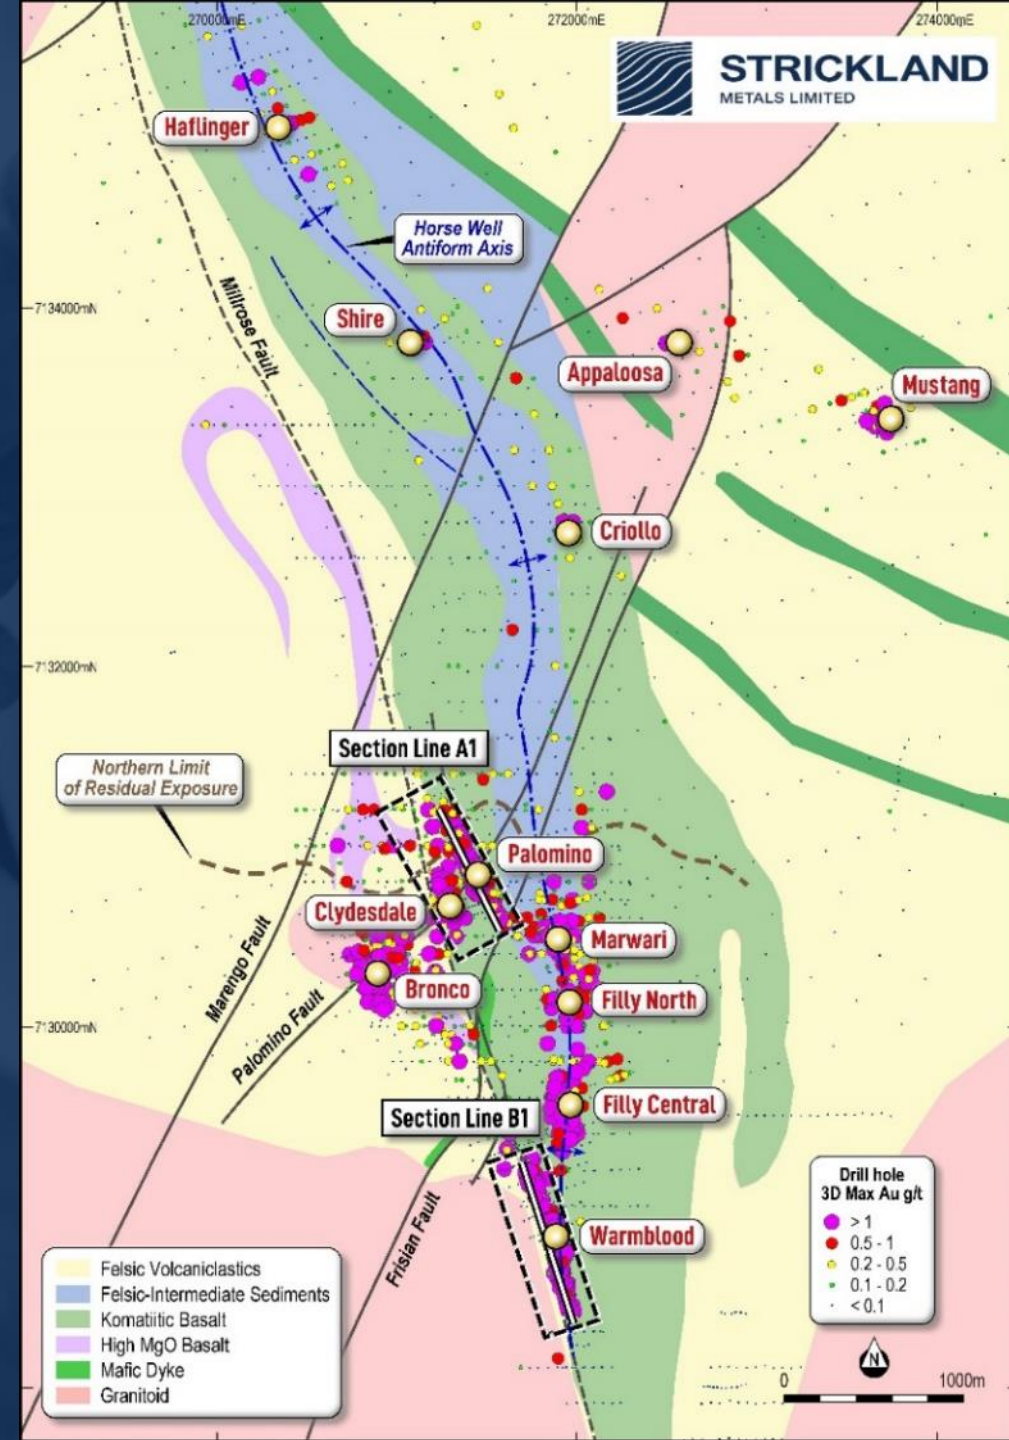 270000mE
272000mE
274000mE
STRICKLAND
METALS LIMITED
Haflinger
Horse Well
Antiform Axis
Millrose Fault
7134000mN
Shire
Appaloosa
Mustang
Criollo
7132000mN
Section Line A1
Northern Limit
of Residual Exposure
Palomino
Clydesdale
Marwari
Bronco
Filly North
Marengo Fault
Palomino Fault
7130000mN
Filly Central
Section Line B1
Frisian Fault
Warmblood
Drill hole
3D Max Au g/t
> 1
0.5 - 1
0.2 - 0.5
0.1 - 0.2
< 0.1
Felsic Volcaniclastics
Felsic-Intermediate Sediments
Komatiitic Basalt
High MgO Basalt
Mafic Dyke
Granitoid
N
0 1000m